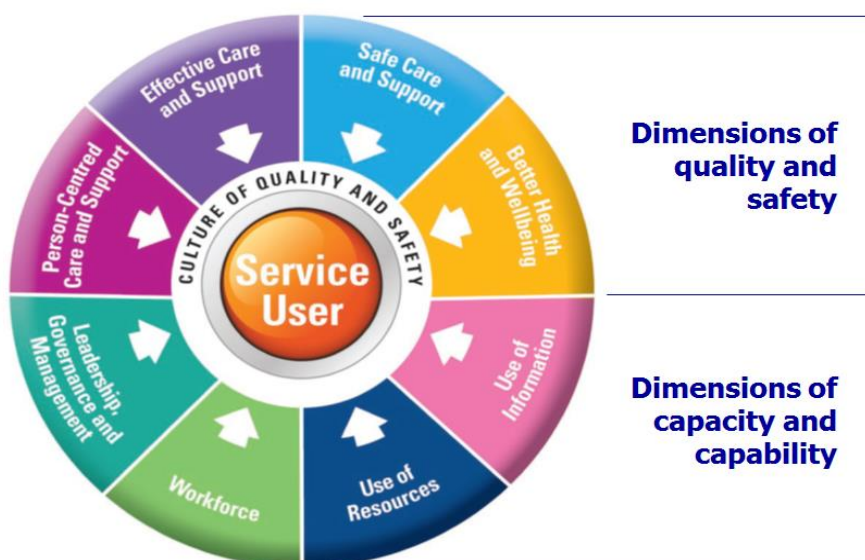 Effective Care
and Support
Safe Care
and Support
Better Health
and Wellbeing
Use of
Information
Use of
Resources
Workforce
Leadership,
Governance and
Management
Person-Centred
Care and Support
CULTURE OF QUALITY AND SAFETY
Service
User
Dimensions of
quality and
safety
Dimensions of
capacity and
capability